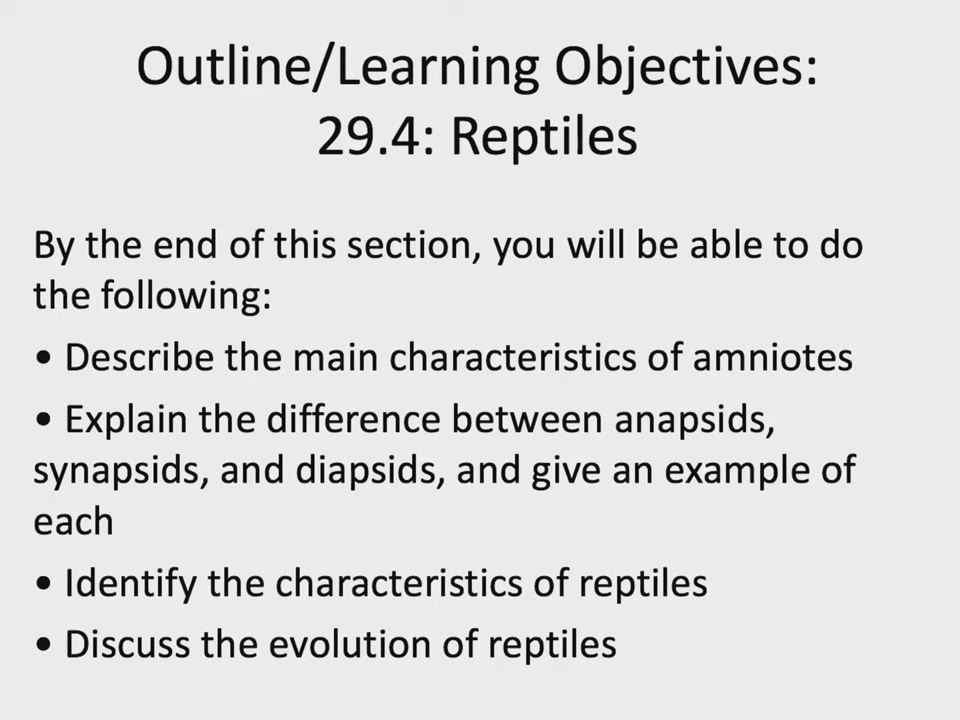 Outline/Learning Objectives:
29.4: Reptiles
By the end of this section, you will be able to do
the following:
• Describe the main characteristics of amniotes
• Explain the difference between anapsids,
synapsids, and diapsids, and give an example of
each
• Identify the characteristics of reptiles
• Discuss the evolution of reptiles